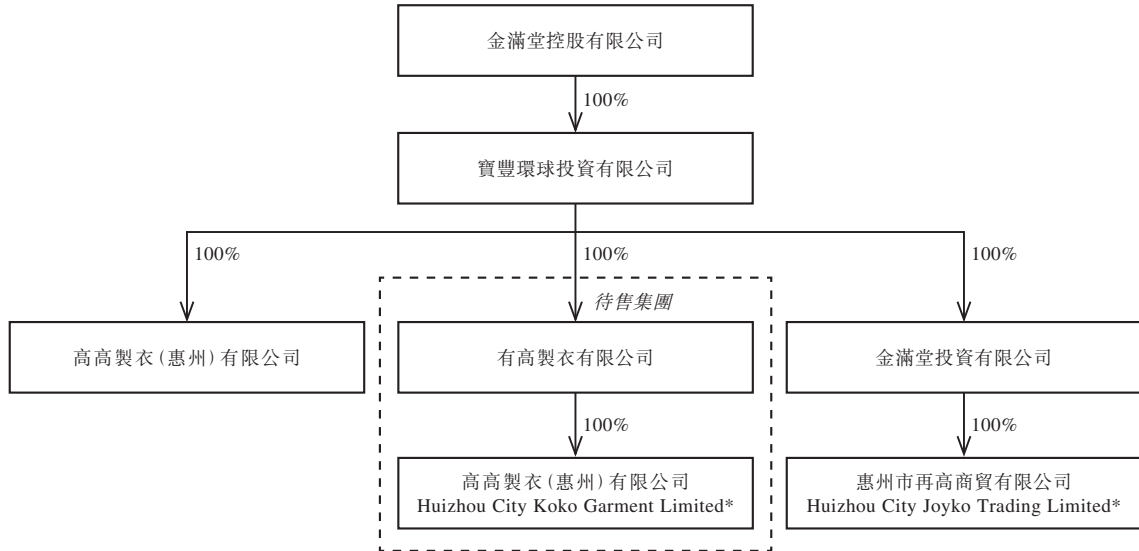 金滿堂控股有限公司
100%
寶豐環球投資有限公司
100%
100%
100%
待售集團
高高製衣(惠州)有限公司
有高製衣有限公司
金滿堂投資有限公司
100%
100%
高高製衣(惠州)有限公司
Huizhou City Koko Garment Limited*
惠州市再高商貿有限公司
Huizhou City Joyko Trading Limited*